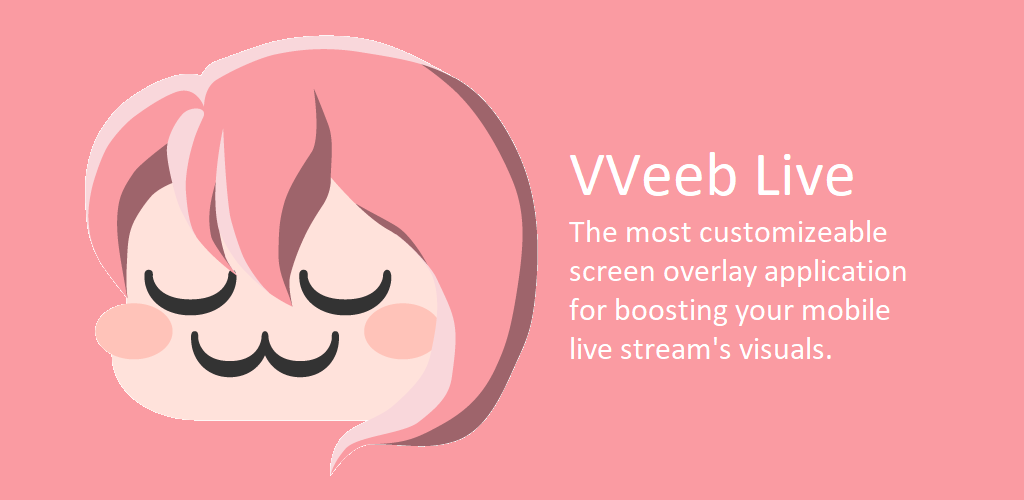 VVeeb Live
The most customizeable
screen overlay application
for boosting your mobile
live stream's visuals.